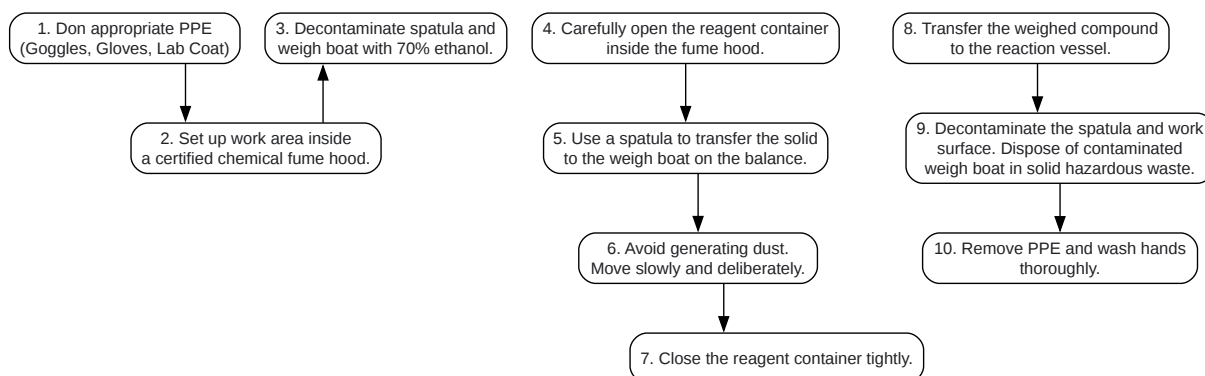 1. Don appropriate PPE
(Goggles, Gloves, Lab Coat)
2. Set up work area inside
a certified chemical fume hood.
3. Decontaminate spatula and
weigh boat with 70% ethanol.
4. Carefully open the reagent container
inside the fume hood.
5. Use a spatula to transfer the solid
to the weigh boat on the balance.
6. Avoid generating dust.
Move slowly and deliberately.
7. Close the reagent container tightly.
8. Transfer the weighed compound
to the reaction vessel.
9. Decontaminate the spatula and work
surface. Dispose of contaminated
weigh boat in solid hazardous waste.
10. Remove PPE and wash hands
thoroughly.